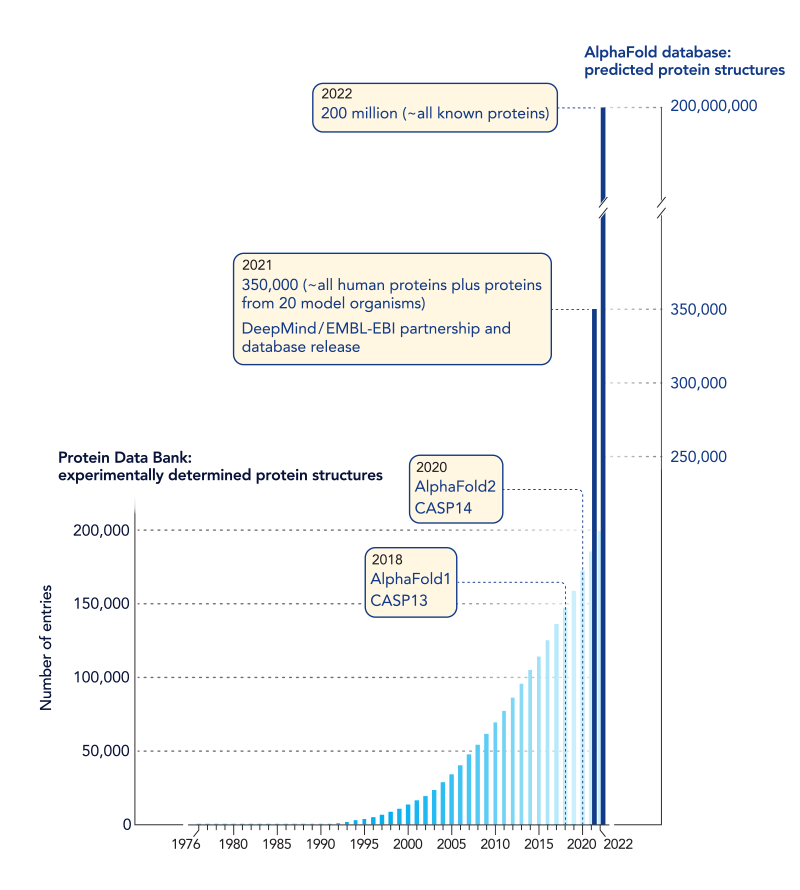 AlphaFold database:
predicted protein structures
2022
200 million (~all known proteins)
200,000,000
2021
350,000 (~all human proteins plus proteins
from 20 model organisms)
DeepMind/EMBL-EBI partnership and
database release
350,000
300,000
250,000
Protein Data Bank:
experimentally determined protein structures
2020
AlphaFold2
CASP14
2018
AlphaFold1
CASP13
Number of entries
200,000
150,000
100,000
50,000
0
1976 1980 1985 1990 1995 2000 2005 2010 2015 2020 2022